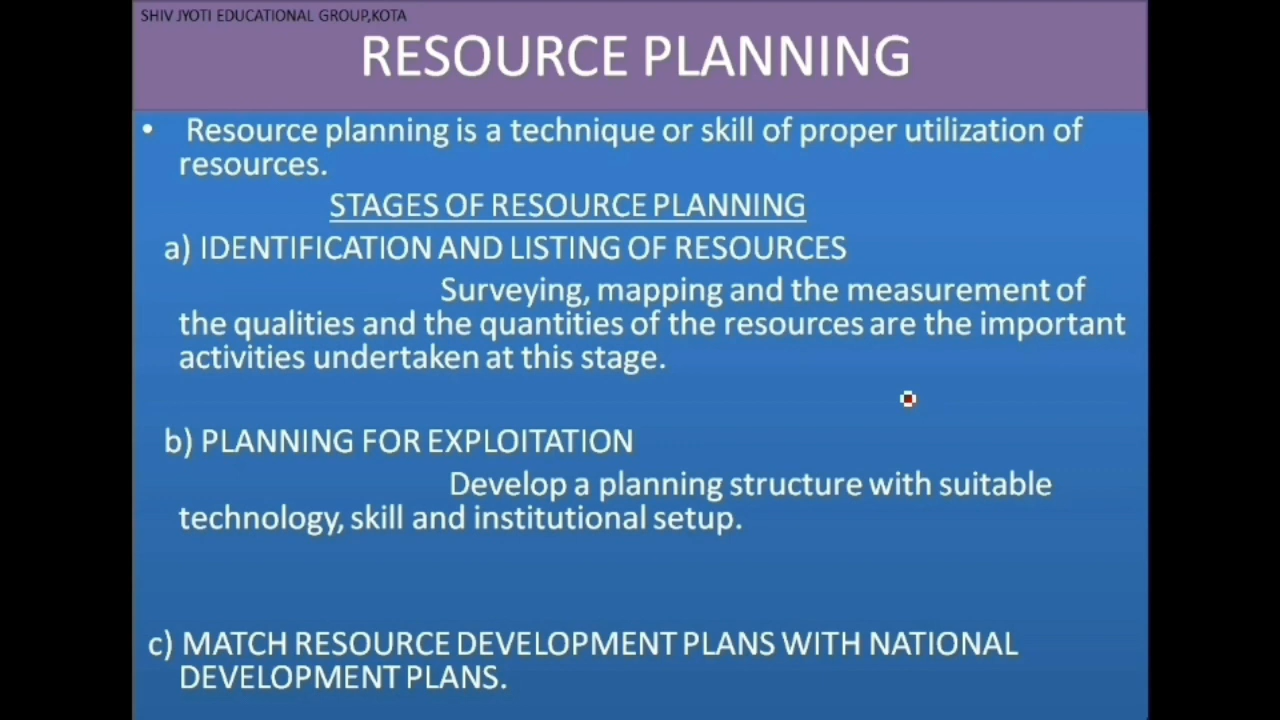 SHIV JYOTI EDUCATIONAL GROUP,KOTA
RESOURCE PLANNING
• Resource planning is a technique or skill of proper utilization of
resources.
STAGES OF RESOURCE PLANNING
a) IDENTIFICATION AND LISTING OF RESOURCES
Surveying, mapping and the measurement of
the qualities and the quantities of the resources are the important
activities undertaken at this stage.
b) PLANNING FOR EXPLOITATION
Develop a planning structure with suitable
technology, skill and institutional setup.
c) MATCH RESOURCE DEVELOPMENT PLANS WITH NATIONAL
DEVELOPMENT PLANS.